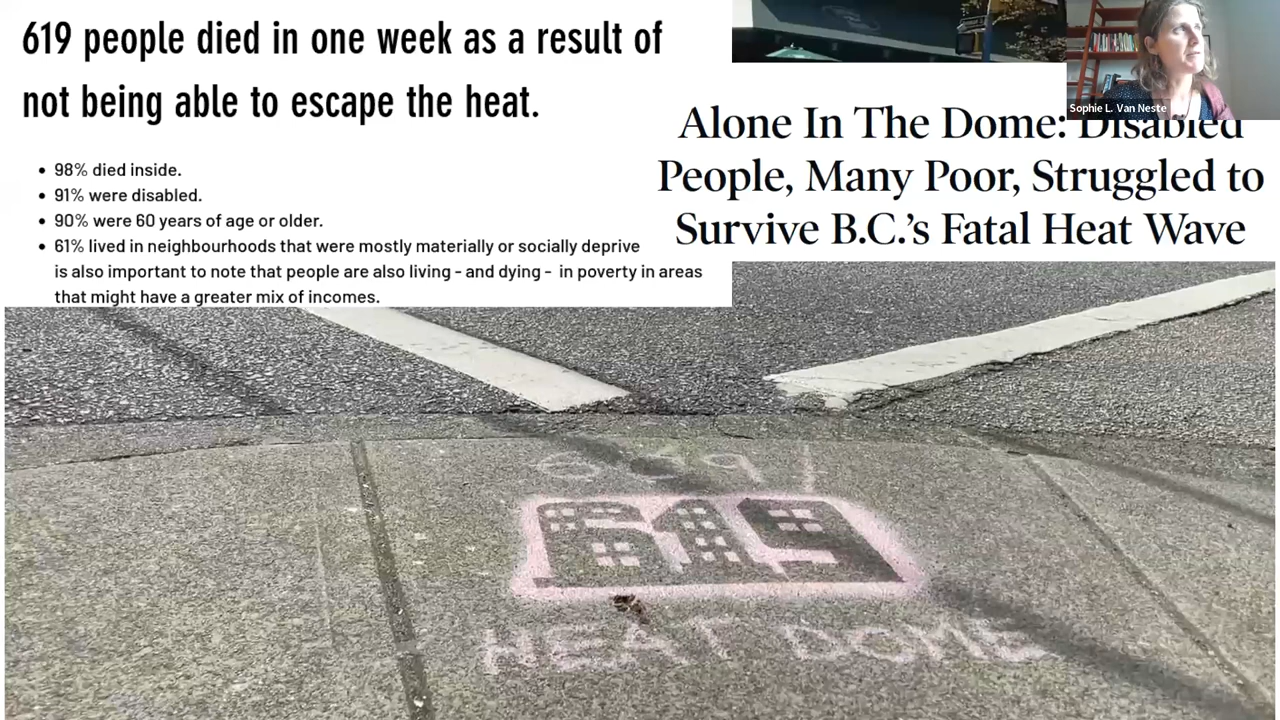 619 people died in one week as a result of
not being able to escape the heat.
• 98% died inside.
• 91% were disabled.
• 90% were 60 years of age or older.
• 61% lived in neighbourhoods that were mostly materially or socially deprive
is also important to note that people are also living - and dying - in poverty in areas
that might have a greater mix of incomes.
Sophie L. Van Neste
Alone In The Dome: Disabled
People, Many Poor, Struggled to
Survive B.C.’s Fatal Heat Wave
619
HEAT DOME